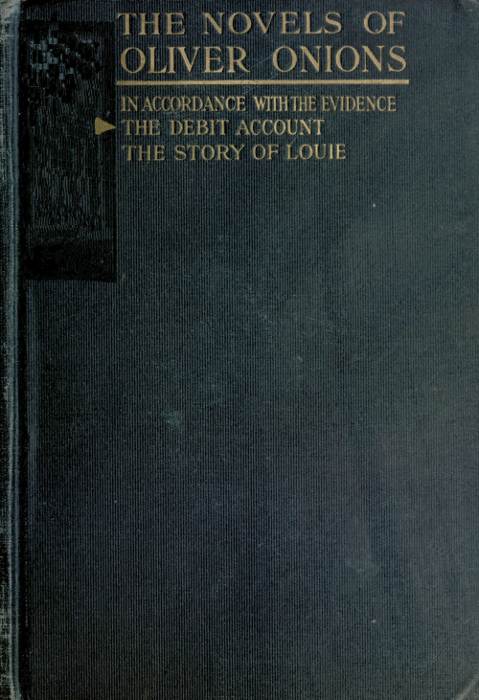 THE NOVELS OF
OLIVER ONIONS
IN ACCORDANCE WITH THE EVIDENCE
THE DEBIT ACCOUNT
THE STORY OF LOUIE